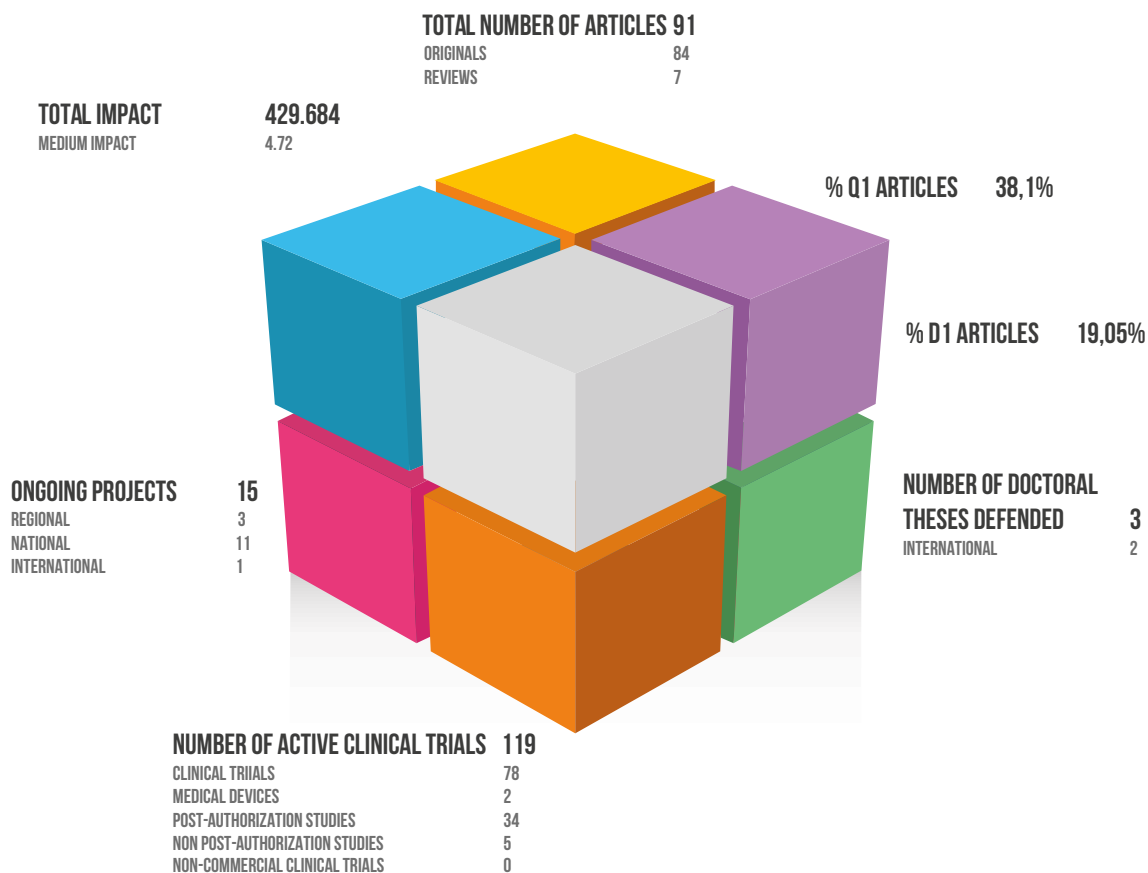 TOTAL NUMBER OF ARTICLES 91
ORIGINALS 84
REVIEWS 7
TOTAL IMPACT 429.684
MEDIUM IMPACT 4.72
% Q1 ARTICLES 38,1%
% D1 ARTICLES 19,05%
ONGOING PROJECTS 15
REGIONAL 3
NATIONAL 11
INTERNATIONAL 1
NUMBER OF DOCTORAL
THESES DEFENDED 3
INTERNATIONAL 2
NUMBER OF ACTIVE CLINICAL TRIALS 119
CLINICAL TRIIALS 78
MEDICAL DEVICES 2
POST-AUTHORIZATION STUDIES 34
NON POST-AUTHORIZATION STUDIES 5
NON-COMMERCIAL CLINICAL TRIALS 0